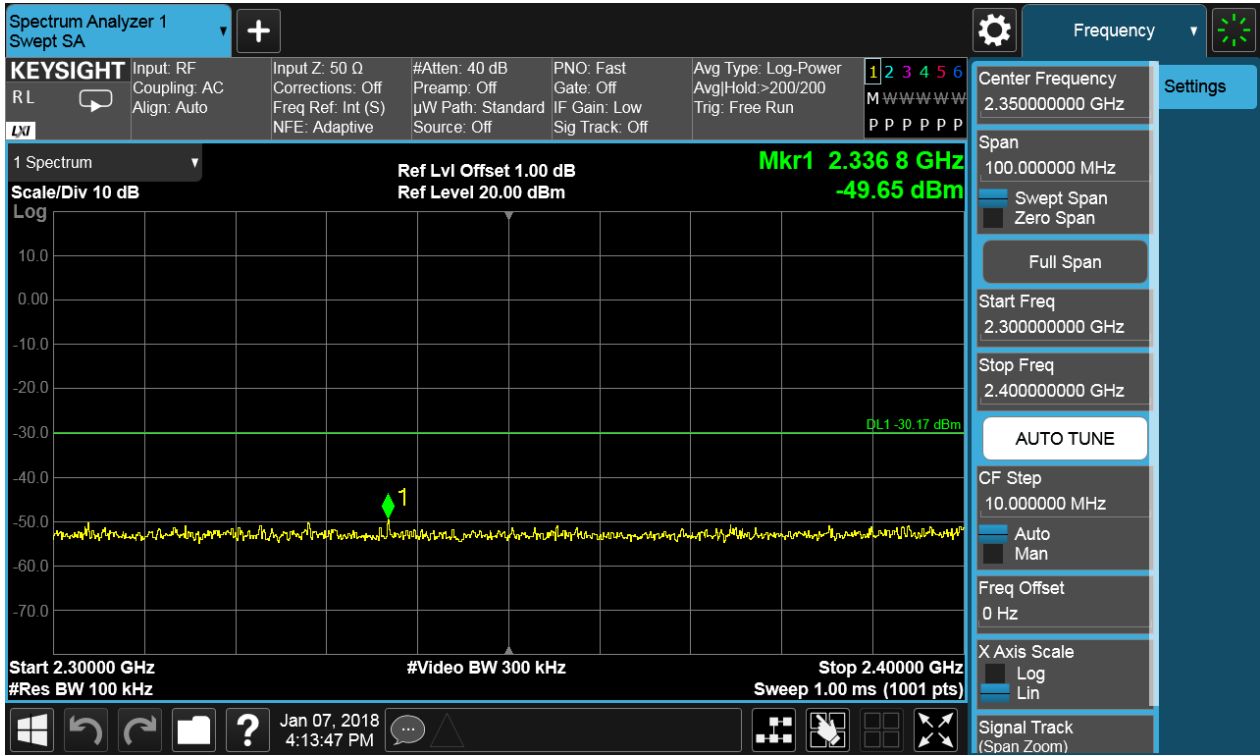 Spectrum Analyzer 1
Swept SA
Frequency
KEYSIGHT
RL
LXI
Input: RF
Coupling: AC
Align: Auto
Input Z: 50 Ω
Corrections: Off
Freq Ref: Int (S)
NFE: Adaptive
#Atten: 40 dB
Preamp: Off
µW Path: Standard
Source: Off
PNO: Fast
Gate: Off
IF Gain: Low
Sig Track: Off
Avg Type: Log-Power
Avg|Hold:>200/200
Trig: Free Run
1 2 3 4 5 6
M W W W W W
P P P P P P
1 Spectrum
Scale/Div 10 dB
Log
Ref Lvl Offset 1.00 dB
Ref Level 20.00 dBm
Mkr1 2.336 8 GHz
-49.65 dBm
10.0
0.00
-10.0
-20.0
-30.0
DL1 -30.17 dBm
-40.0
1
-50.0
-60.0
-70.0
Start 2.30000 GHz
#Video BW 300 kHz
Stop 2.40000 GHz
#Res BW 100 kHz
Sweep 1.00 ms (1001 pts)
Jan 07, 2018
4:13:47 PM
?
Center Frequency
2.350000000 GHz
Settings
Span
100.000000 MHz
Swept Span
Zero Span
Full Span
Start Freq
2.300000000 GHz
Stop Freq
2.400000000 GHz
AUTO TUNE
CF Step
10.000000 MHz
Auto
Man
Freq Offset
0 Hz
X Axis Scale
Log
Lin
Signal Track
(Span Zoom)